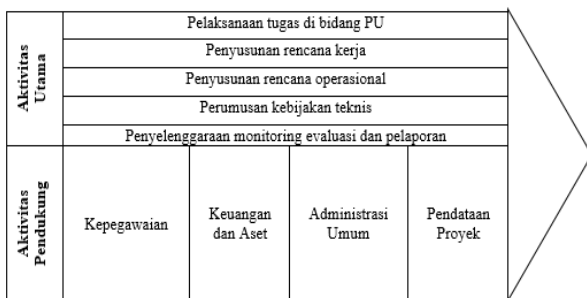 Aktivitas
Utama
Pelaksanaan tugas di bidang PU
Penyusunan rencana kerja
Penyusunan rencana operasional
Perumusan kebijakan teknis
Penyelenggaraan monitoring evaluasi dan pelaporan
Aktivitas
Pendukung
Kepegawaian
Keuangan
dan Aset
Administrasi
Umum
Pendataan
Proyek